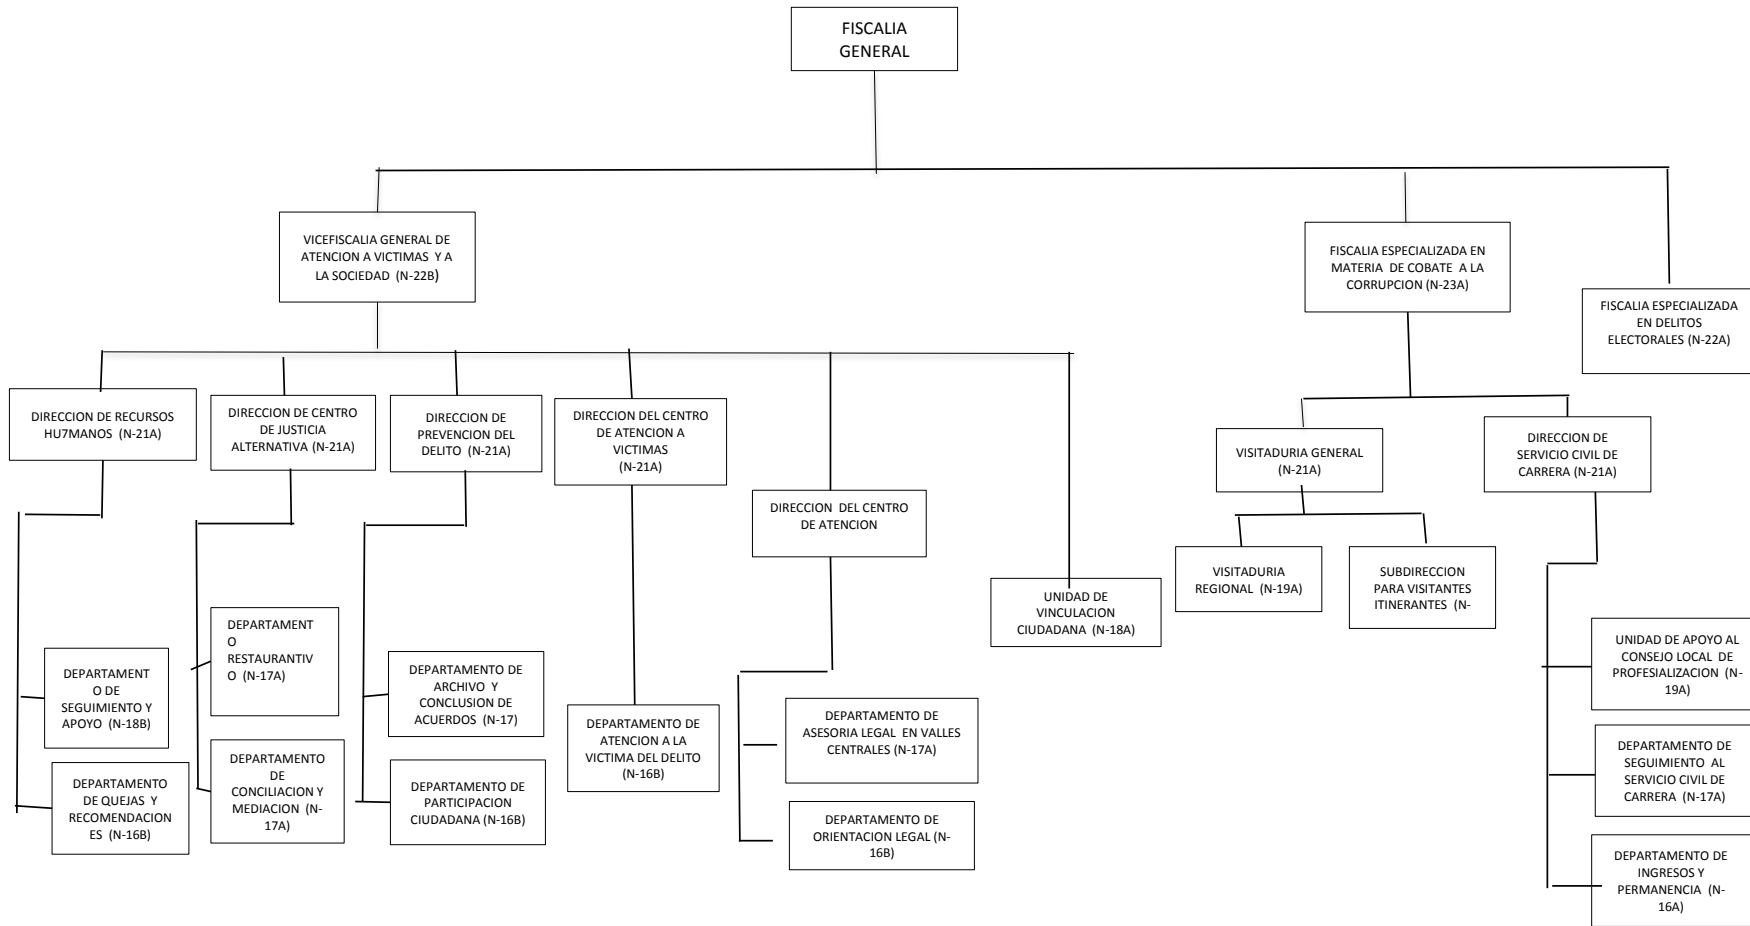 FISCALIA
GENERAL
VICEFISCALIA GENERAL DE
ATENCION A VICTIMAS Y A
LA SOCIEDAD (N-22B)
FISCALIA ESPECIALIZADA EN
MATERIA DE COBATE A LA
CORRUPCION (N-23A)
FISCALIA ESPECIALIZADA
EN DELITOS
ELECTORALES (N-22A)
DIRECCION DE RECURSOS
HU7MANOS (N-21A)
DIRECCION DE CENTRO
DE JUSTICIA
ALTERNATIVA (N-21A)
DIRECCION DE
PREVENCION DEL
DELITO (N-21A)
DIRECCION DEL CENTRO
DE ATENCION A
VICTIMAS
(N-21A)
DIRECCION DEL CENTRO
DE ATENCION
UNIDAD DE
VINCULACION
CIUDADANA (N-18A)
VISITADURIA GENERAL
(N-21A)
DIRECCION DE
SERVICIO CIVIL DE
CARRERA (N-21A)
VISITADURIA
REGIONAL (N-19A)
SUBDIRECCION
PARA VISITANTES
ITINERANTES (N-
DEPARTAMENT
O DE
SEGUIMIENTO Y
APOYO (N-18B)
DEPARTAMENTO
DE QUEJAS Y
RECOMENDACION
ES (N-16B)
DEPARTAMENT
O
RESTAURANTIV
O (N-17A)
DEPARTAMENTO
DE
CONCILIACION Y
MEDIACION (N-
17A)
DEPARTAMENTO DE
ARCHIVO Y
CONCLUSION DE
ACUERDOS (N-17)
DEPARTAMENTO DE
PARTICIPACION
CIUDADANA (N-16B)
DEPARTAMENTO DE
ATENCION A LA
VICTIMA DEL DELITO
(N-16B)
DEPARTAMENTO DE
ASESORIA LEGAL EN VALLES
CENTRALES (N-17A)
DEPARTAMENTO DE
ORIENTACION LEGAL (N-
16B)
UNIDAD DE APOYO AL
CONSEJO LOCAL DE
PROFESIALIZACION (N-
19A)
DEPARTAMENTO DE
SEGUIMIENTO AL
SERVICIO CIVIL DE
CARRERA (N-17A)
DEPARTAMENTO DE
INGRESOS Y
PERMANENCIA (N-
16A)